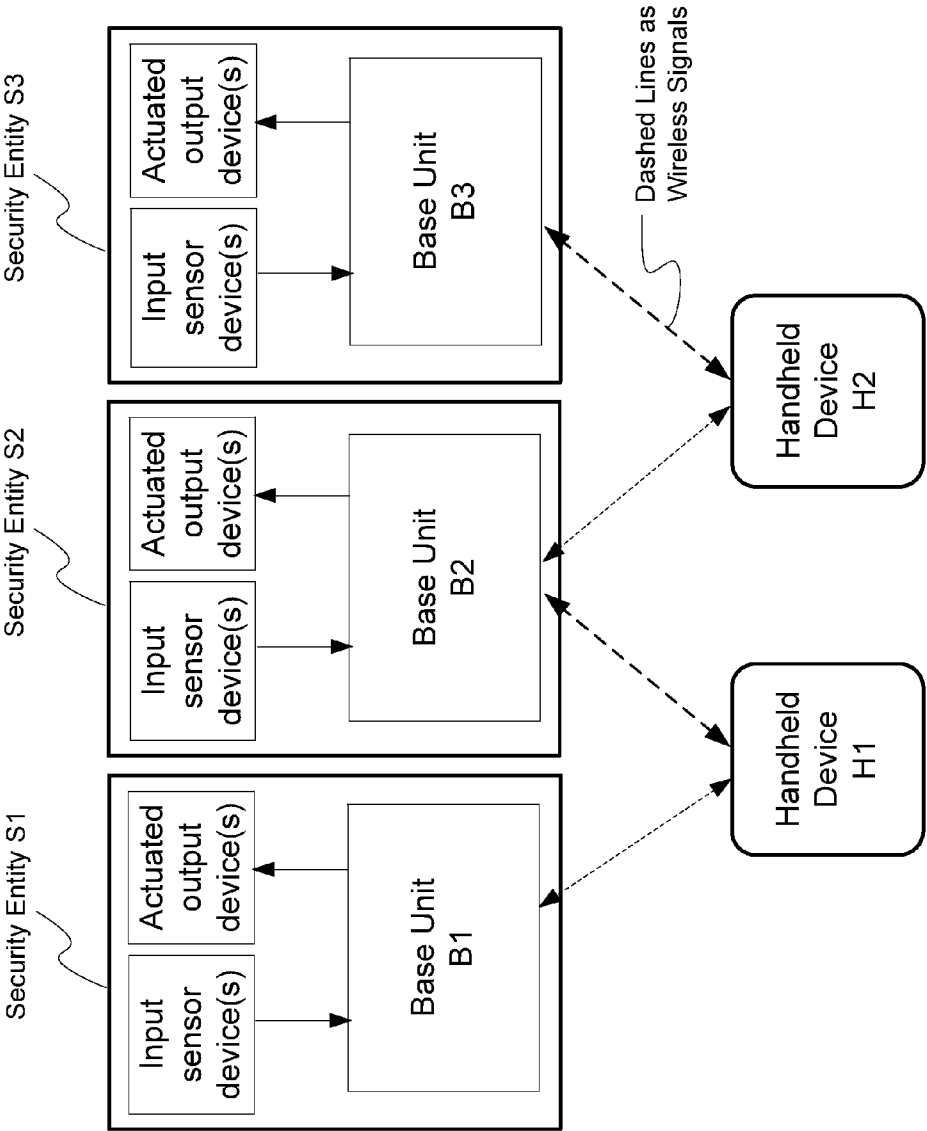 Security Entity S1
Input
sensor
device(s)
Actuated
output
device(s)
Base Unit
B1
Security Entity S2
Input
sensor
device(s)
Actuated
output
device(s)
Base Unit
B2
Security Entity S3
Input
sensor
device(s)
Actuated
output
device(s)
Base Unit
B3
Handheld
Device
H1
Handheld
Device
H2
Dashed Lines as
Wireless Signals